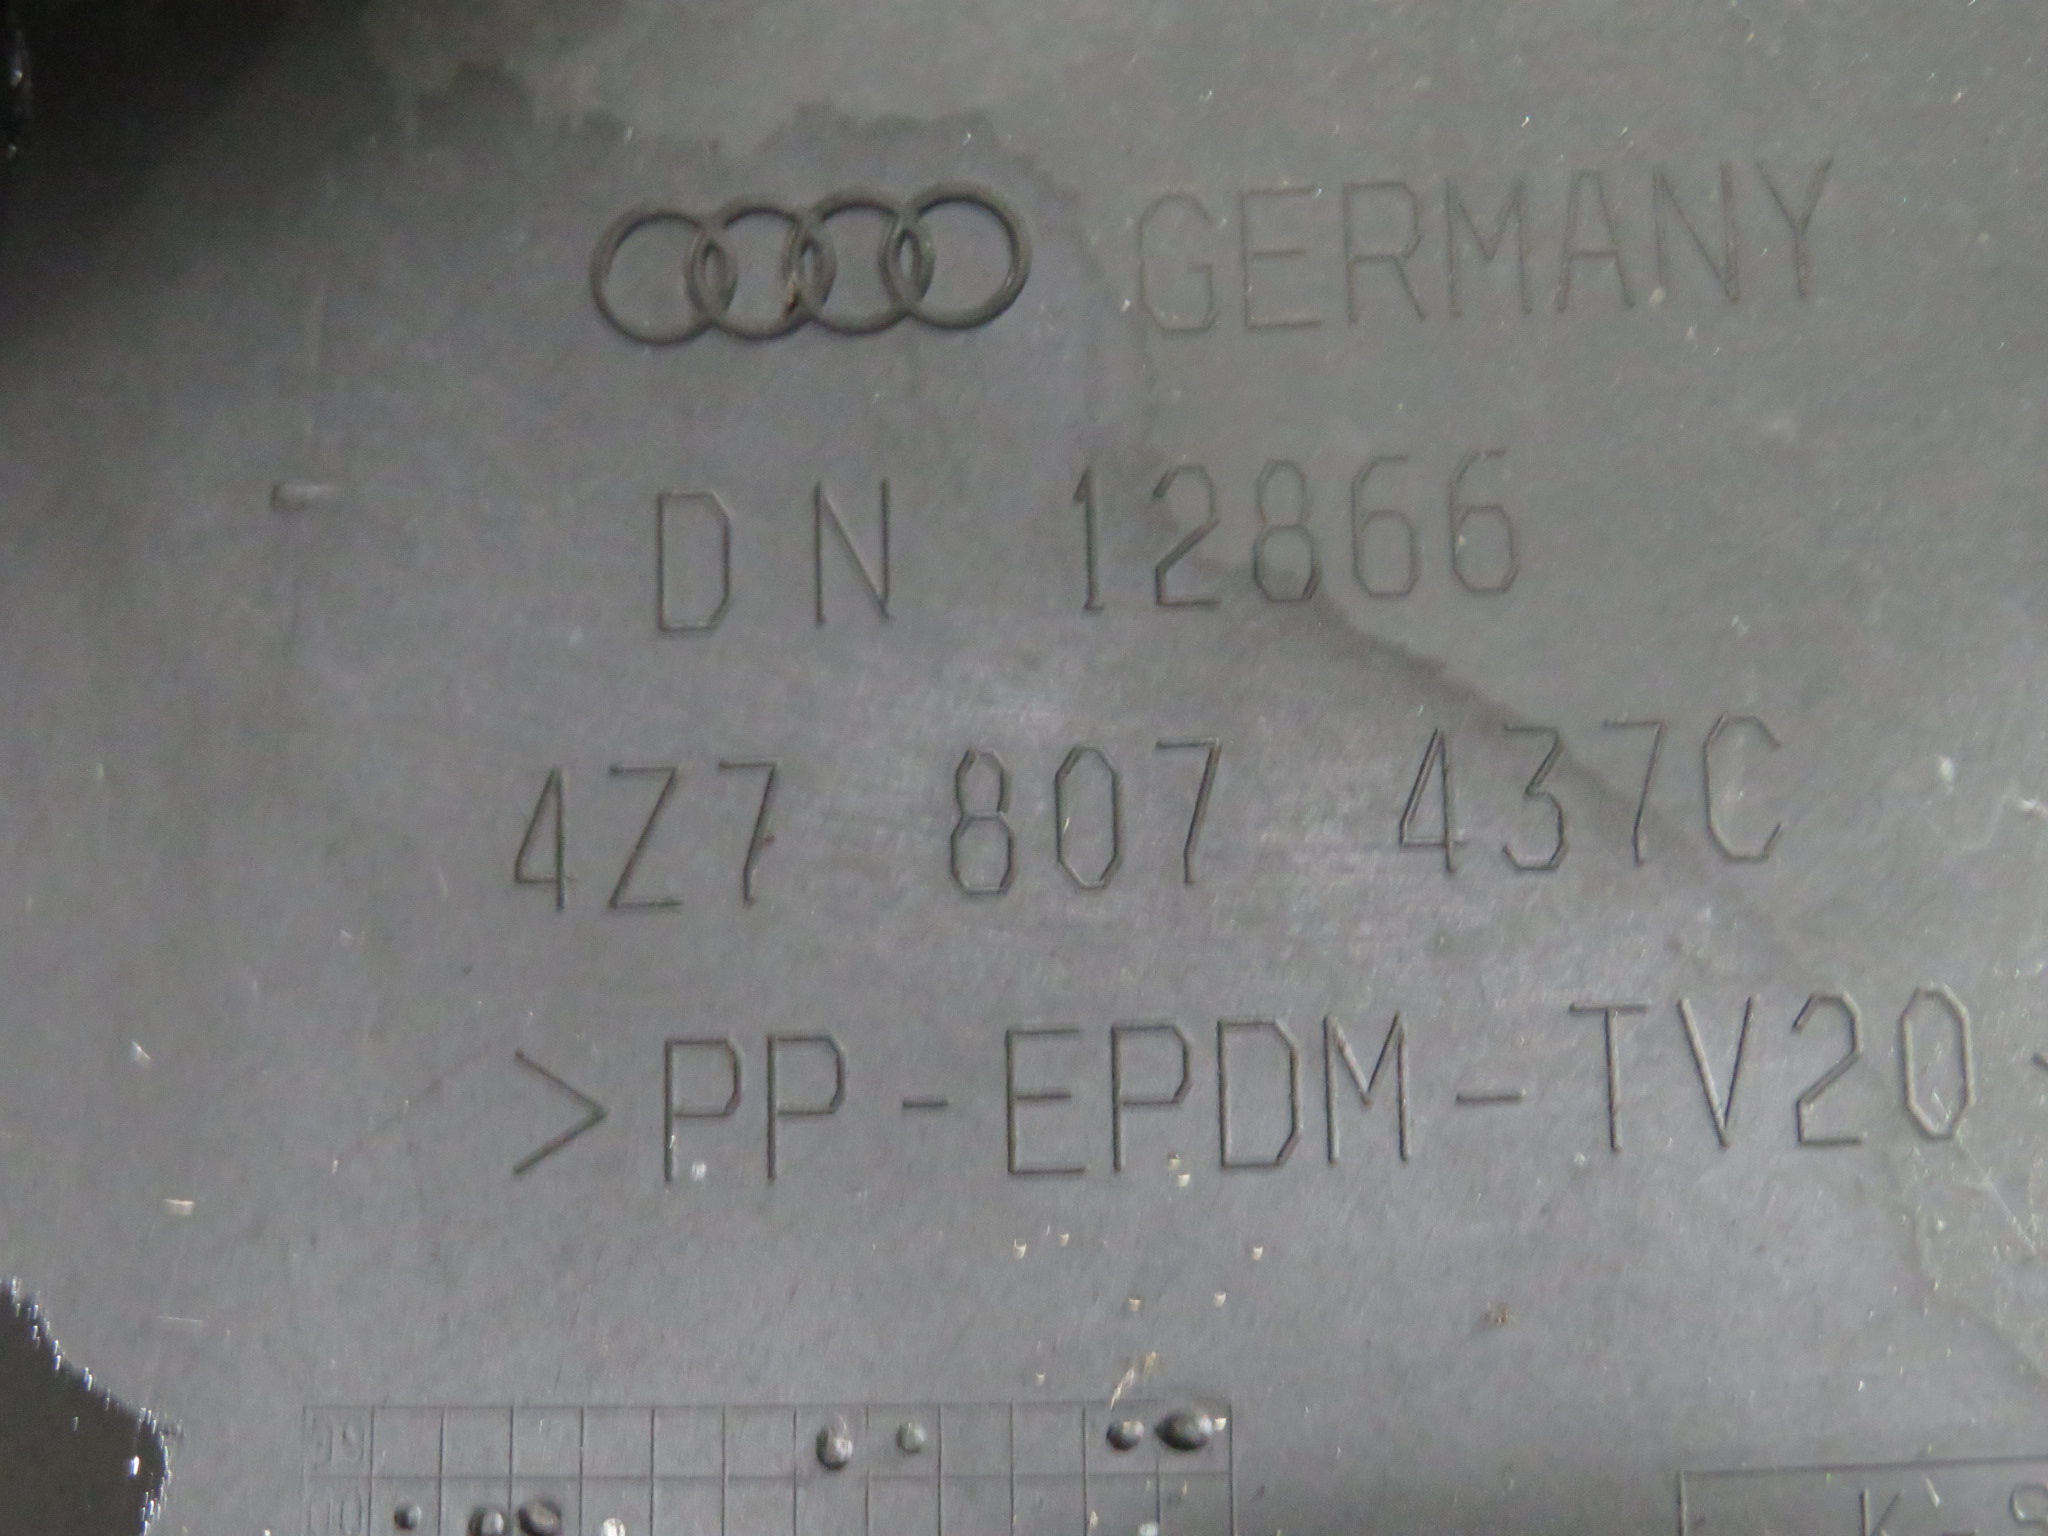 GERMANY
DN 12866
4Z7 807 437C
>PP-EPDM-TV20>
K S